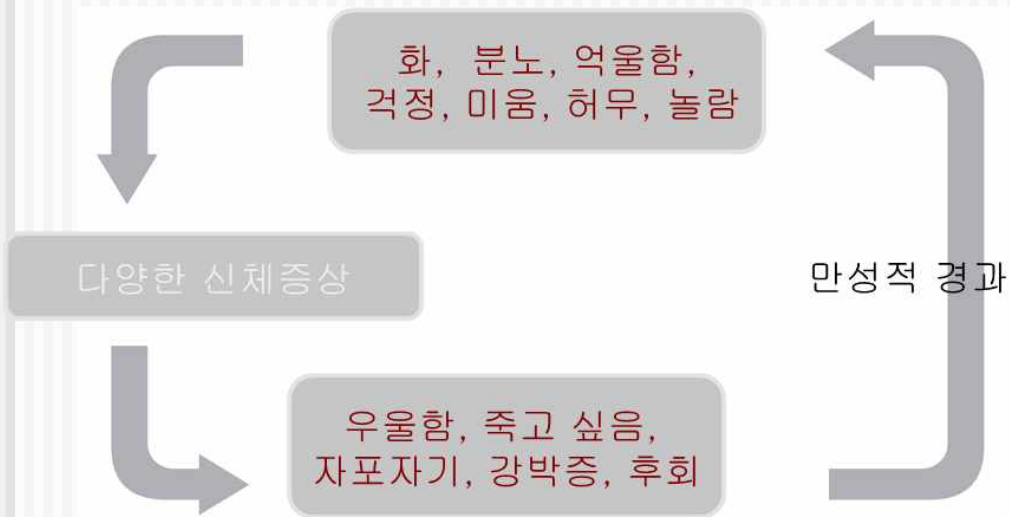 화, 분노, 억울함,
걱정, 미움, 허무, 놀람
다양한 신체증상
만성적 경과
우울함, 죽고 싶음,
자포자기, 강박증, 후회